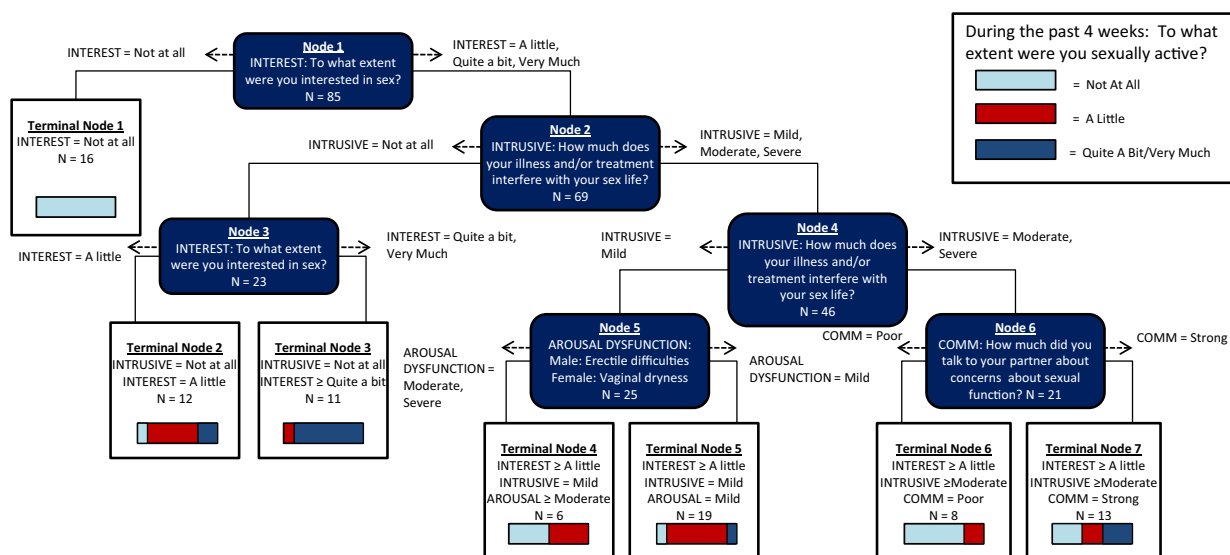 Node 1
INTEREST: To what extent
were you interested in sex?
N = 85
INTEREST = Not at all
INTEREST = A little,
Quite a bit, Very Much
During the past 4 weeks:  To what
extent were you sexually active?
= Not At All
= A Little
= Quite A Bit/Very Much
Terminal Node 1
INTEREST = Not at all
N = 16
Node 2
INTRUSIVE: How much does
your illness and/or treatment
interfere with your sex life?
N = 69
INTRUSIVE = Not at all
INTRUSIVE = Mild,
Moderate, Severe
Node 3
INTEREST: To what extent
were you interested in sex?
N = 23
INTEREST = A little
INTEREST = Quite a bit,
Very Much
Node 4
INTRUSIVE: How much does
your illness and/or
treatment interfere with
your sex life?
N = 46
INTRUSIVE =
Mild
INTRUSIVE = Moderate,
Severe
Terminal Node 2
INTRUSIVE = Not at all
INTEREST = A little
N = 12
Terminal Node 3
INTRUSIVE = Not at all
INTEREST ≥ Quite a bit
N = 11
Node 5
AROUSAL DYSFUNCTION:
Male: Erectile difficulties
Female: Vaginal dryness
N = 25
AROUSAL
DYSFUNCTION =
Moderate,
Severe
AROUSAL
DYSFUNCTION = Mild
Node 6
COMM: How much did you
talk to your partner about
concerns  about sexual
function? N = 21
COMM = Poor
COMM = Strong
Terminal Node 4
INTEREST ≥ A little
INTRUSIVE = Mild
AROUSAL ≥ Moderate
N = 6
Terminal Node 5
INTEREST ≥ A little
INTRUSIVE = Mild
AROUSAL = Mild
N = 19
Terminal Node 6
INTEREST ≥ A little
INTRUSIVE ≥Moderate
COMM = Poor
N = 8
Terminal Node 7
INTEREST ≥ A little
INTRUSIVE ≥Moderate
COMM = Strong
N = 13